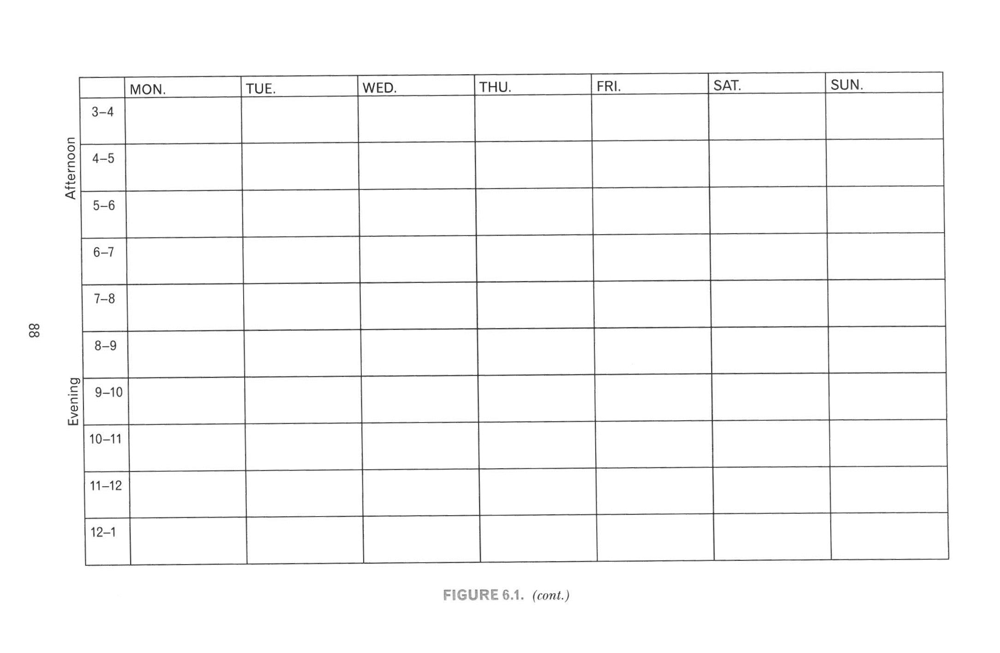 MON. TUE. WED. THU. FRI. SAT. SUN.
Afternoon
3–4
4–5
5–6
6–7
7–8
8–9
Evening
9–10
10–11
11–12
12–1
88
FIGURE 6.1. (cont.)